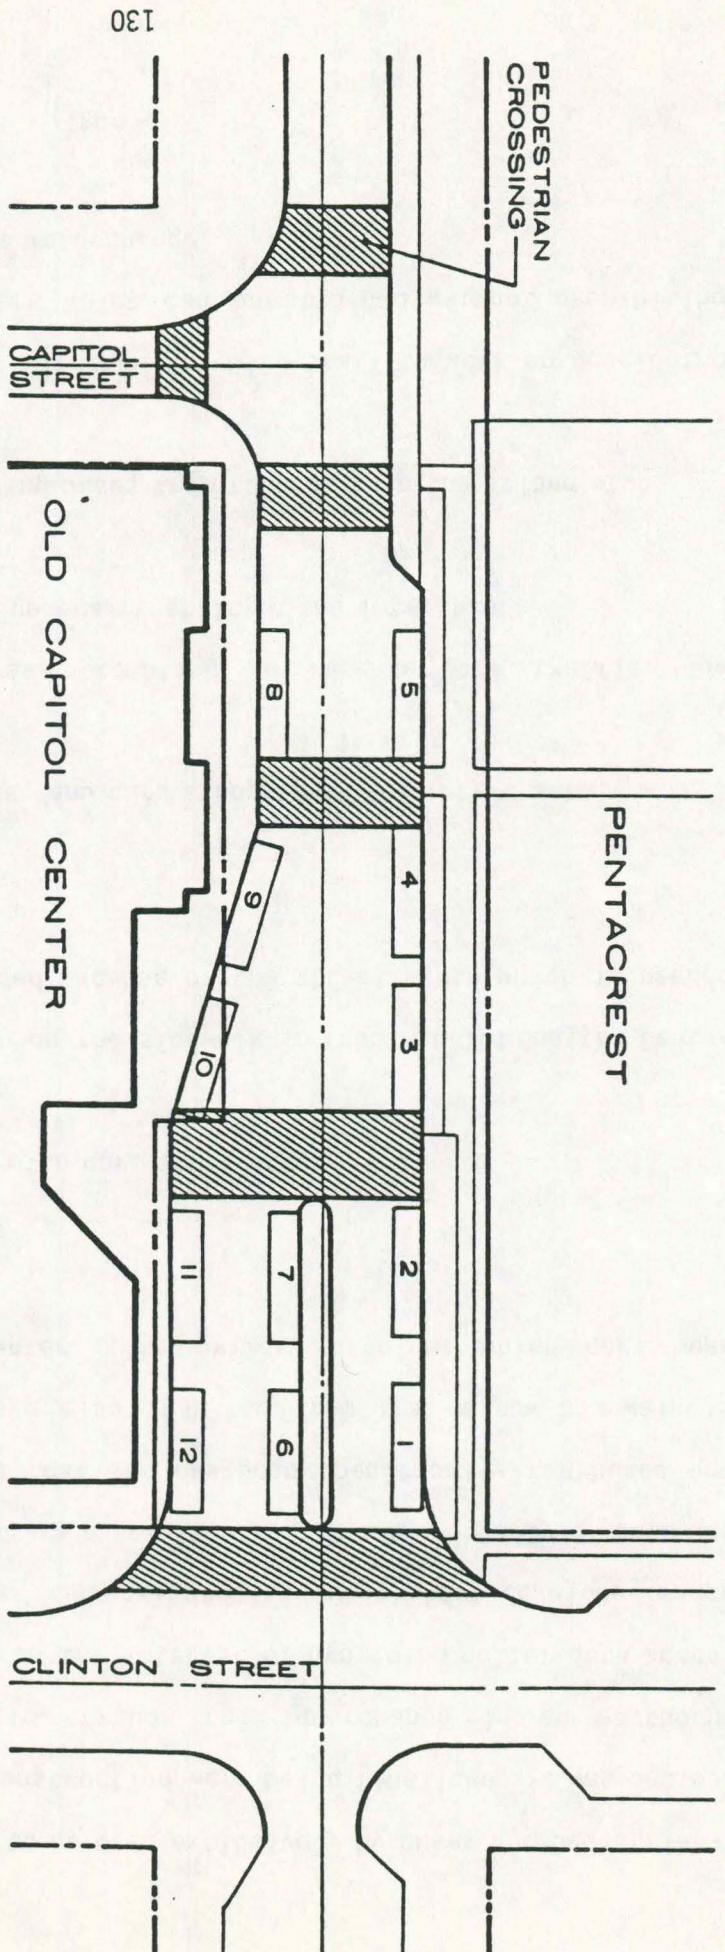 130
PEDESTRIAN
CROSSING
CAPITOL
STREET
OLD CAPITOL CENTER
PENTACREST
8
5
9
4
10
3
11
7
2
12
6
1
CLINTON STREET